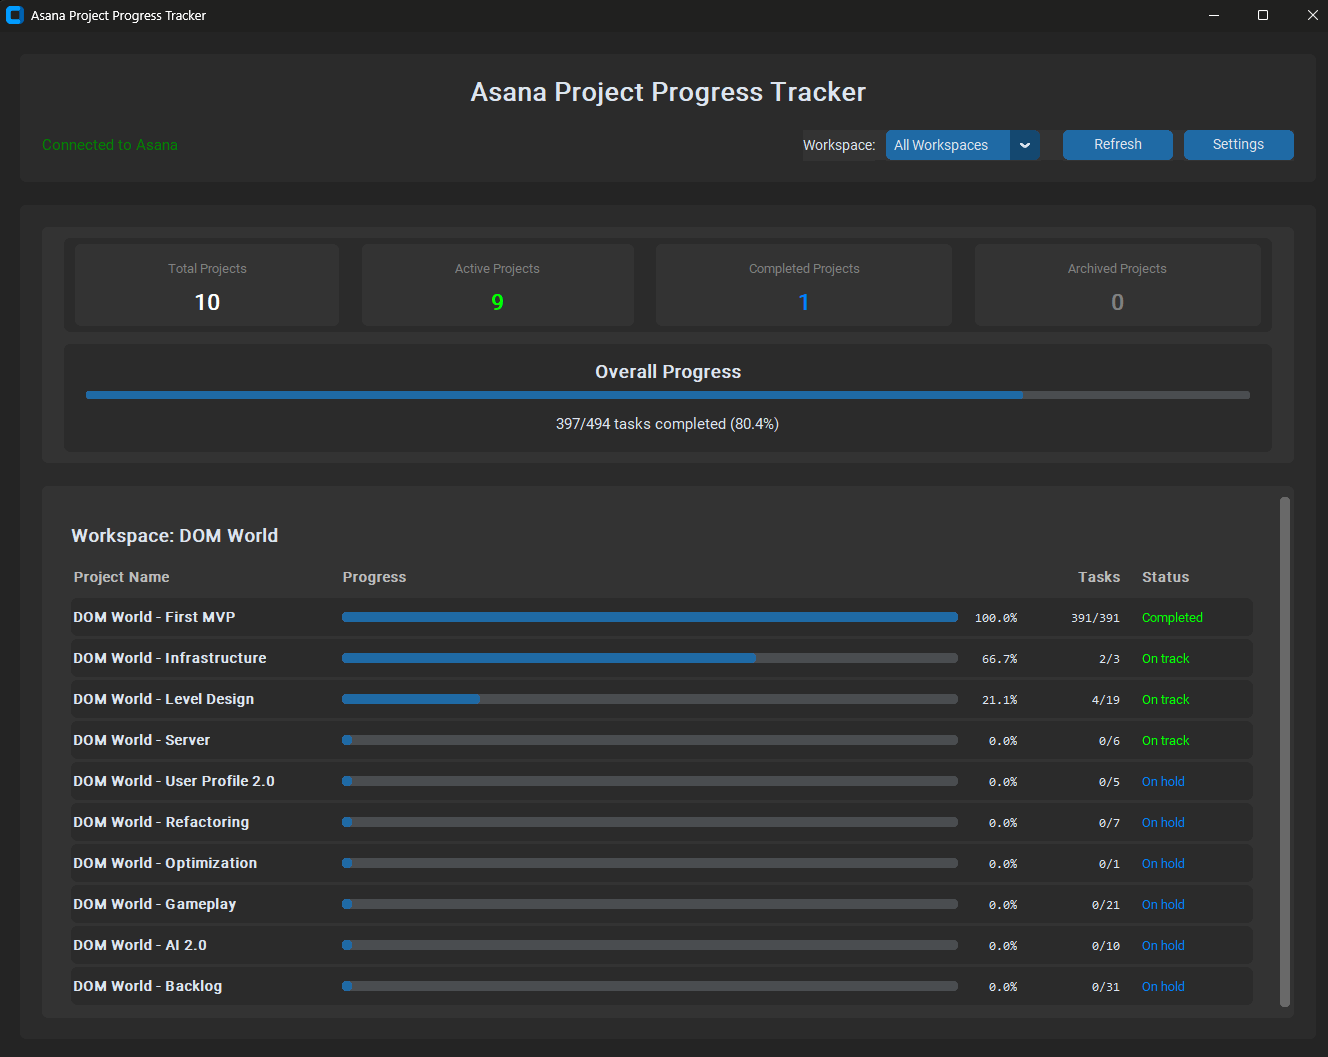 Asana Project Progress Tracker
Asana Project Progress Tracker
Connected to Asana Workspace: All Workspaces Refresh Settings
Total Projects Active Projects Completed Projects Archived Projects
10 9 1 0
Overall Progress
397/494 tasks completed (80.4%)
Workspace: DOM World
Project Name Progress Tasks Status
DOM World - First MVP 100.0% 391/391 Completed
DOM World - Infrastructure 66.7% 2/3 On track
DOM World - Level Design 21.1% 4/19 On track
DOM World - Server 0.0% 0/6 On track
DOM World - User Profile 2.0 0.0% 0/5 On hold
DOM World - Refactoring 0.0% 0/7 On hold
DOM World - Optimization 0.0% 0/1 On hold
DOM World - Gameplay 0.0% 0/21 On hold
DOM World - AI 2.0 0.0% 0/10 On hold
DOM World - Backlog 0.0% 0/31 On hold